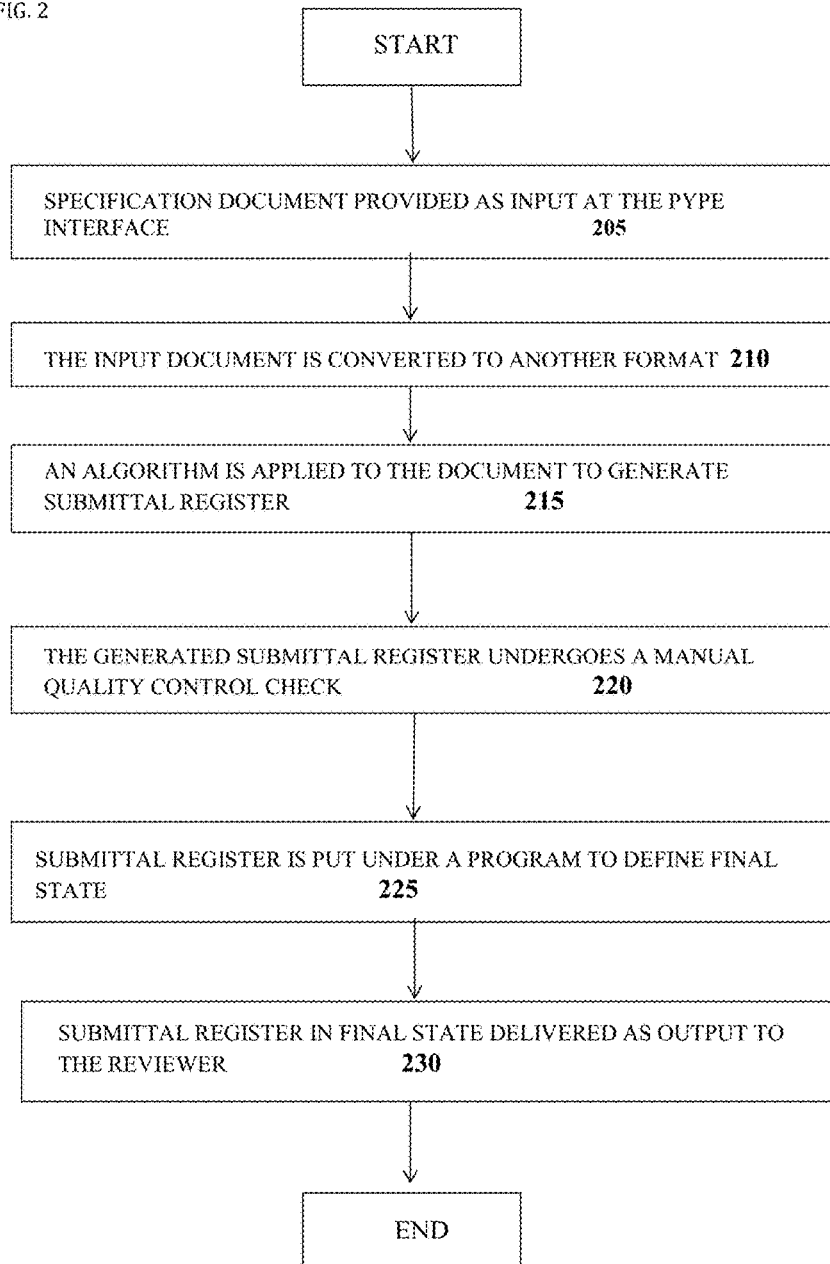 FIG. 2
START
SPECIFICATION DOCUMENT PROVIDED AS INPUT AT THE PYPE
INTERFACE 205
THE INPUT DOCUMENT IS CONVERTED TO ANOTHER FORMAT 210
AN ALGORITHM IS APPLIED TO THE DOCUMENT TO GENERATE
SUBMITTAL REGISTER 215
THE GENERATED SUBMITTAL REGISTER UNDERGOES A MANUAL
QUALITY CONTROL CHECK 220
SUBMITTAL REGISTER IS PUT UNDER A PROGRAM TO DEFINE FINAL
STATE 225
SUBMITTAL REGISTER IN FINAL STATE DELIVERED AS OUTPUT TO
THE REVIEWER 230
END